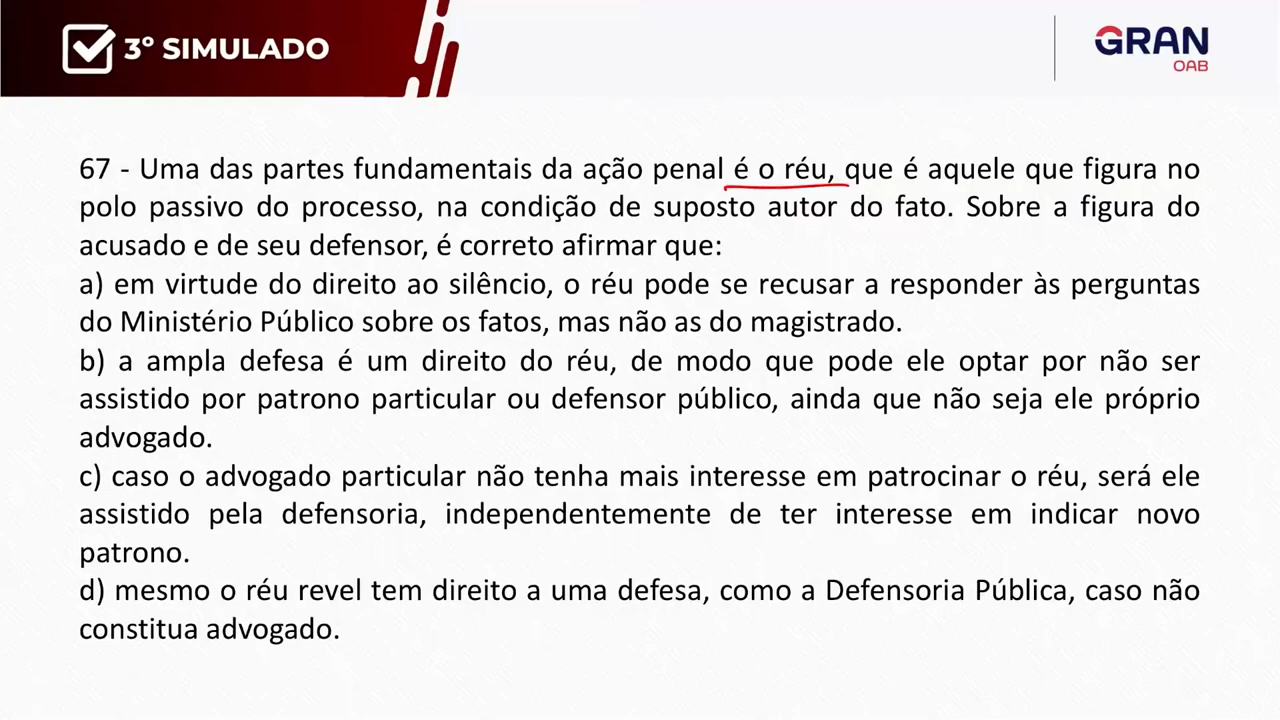 3º SIMULADO
GRAN
OAB
67 - Uma das partes fundamentais da ação penal é o réu, que é aquele que figura no
polo passivo do processo, na condição de suposto autor do fato. Sobre a figura do
acusado e de seu defensor, é correto afirmar que:
a) em virtude do direito ao silêncio, o réu pode se recusar a responder às perguntas
do Ministério Público sobre os fatos, mas não as do magistrado.
b) a ampla defesa é um direito do réu, de modo que pode ele optar por não ser
assistido por patrono particular ou defensor público, ainda que não seja ele próprio
advogado.
c) caso o advogado particular não tenha mais interesse em patrocinar o réu, será ele
assistido pela defensoria, independentemente de ter interesse em indicar novo
patrono.
d) mesmo o réu revel tem direito a uma defesa, como a Defensoria Pública, caso não
constitua advogado.